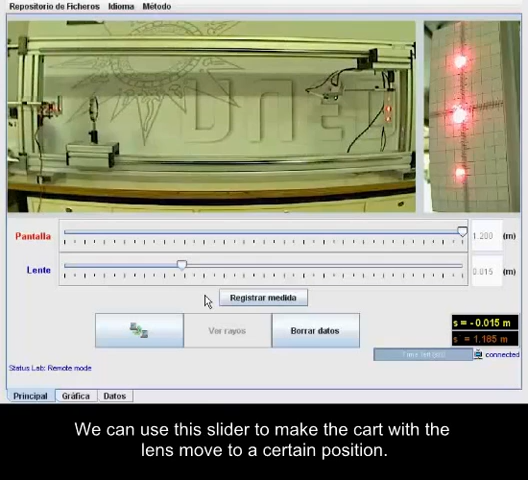 Repositorio de Ficheros Idioma Método
UNED
Pantalla
1.200 (m)
Lente
0.015 (m)
Registrar medida
Ver rayos
Borrar datos
s = -0.015 m
s = 1.185 m
connected
Status Lab: Remote mode
Principal Gráfica Datos
We can use this slider to make the cart with the
lens move to a certain position.